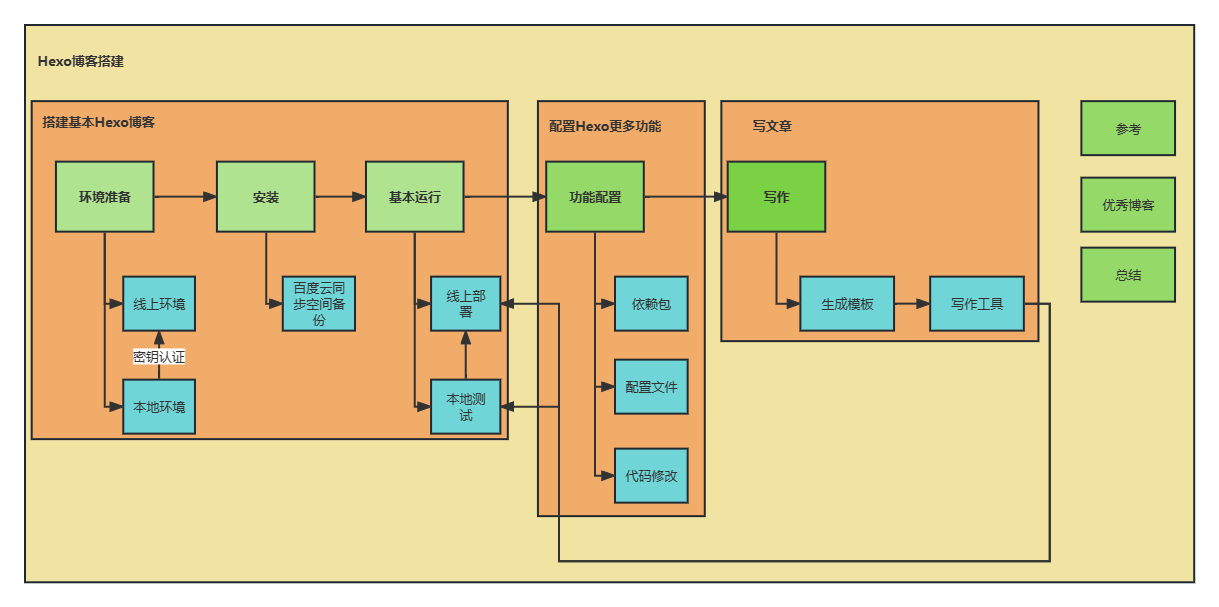 Hexo博客搭建
搭建基本Hexo博客
配置Hexo更多功能
写文章
参考
环境准备
安装
基本运行
功能配置
写作
优秀博客
总结
线上环境
百度云同
步空间备
份
线上部
署
依赖包
生成模板
写作工具
密钥认证
本地环境
本地测
试
配置文件
代码修改